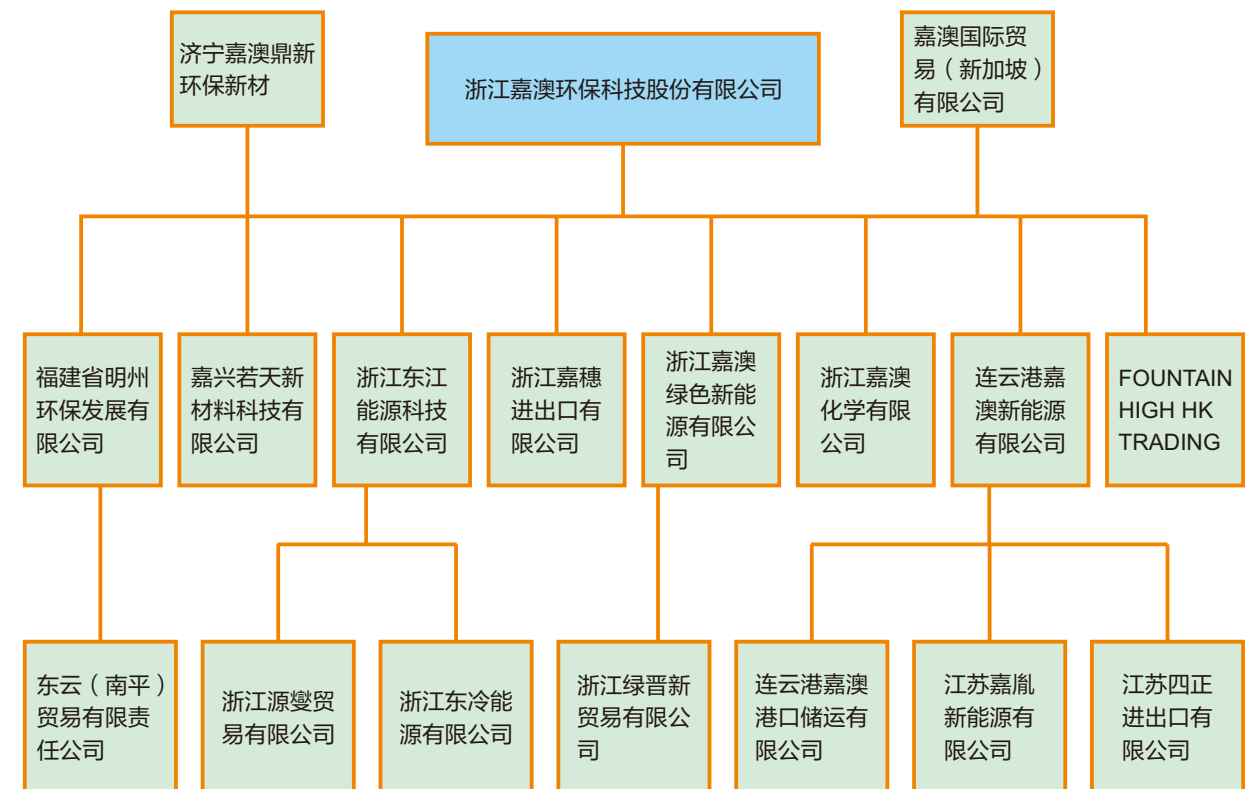 济宁嘉澳鼎新
环保新材
浙江嘉澳环保科技股份有限公司
嘉澳国际贸
易（新加坡）
有限公司
福建省明州
环保发展有
限公司
嘉兴若天新
材料科技有
限公司
浙江东江
能源科技
有限公司
浙江嘉穗
进出口有
限公司
浙江嘉澳
绿色新能
源有限公
司
浙江嘉澳
化学有限
公司
连云港嘉
澳新能源
有限公司
FOUNTAIN
HIGH HK
TRADING
东云（南平）
贸易有限责
任公司
浙江源燮贸
易有限公司
浙江东冷能
源有限公司
浙江绿晋新
贸易有限公
司
连云港嘉澳
港口储运有
限公司
江苏嘉胤
新能源有
限公司
江苏四正
进出口有
限公司